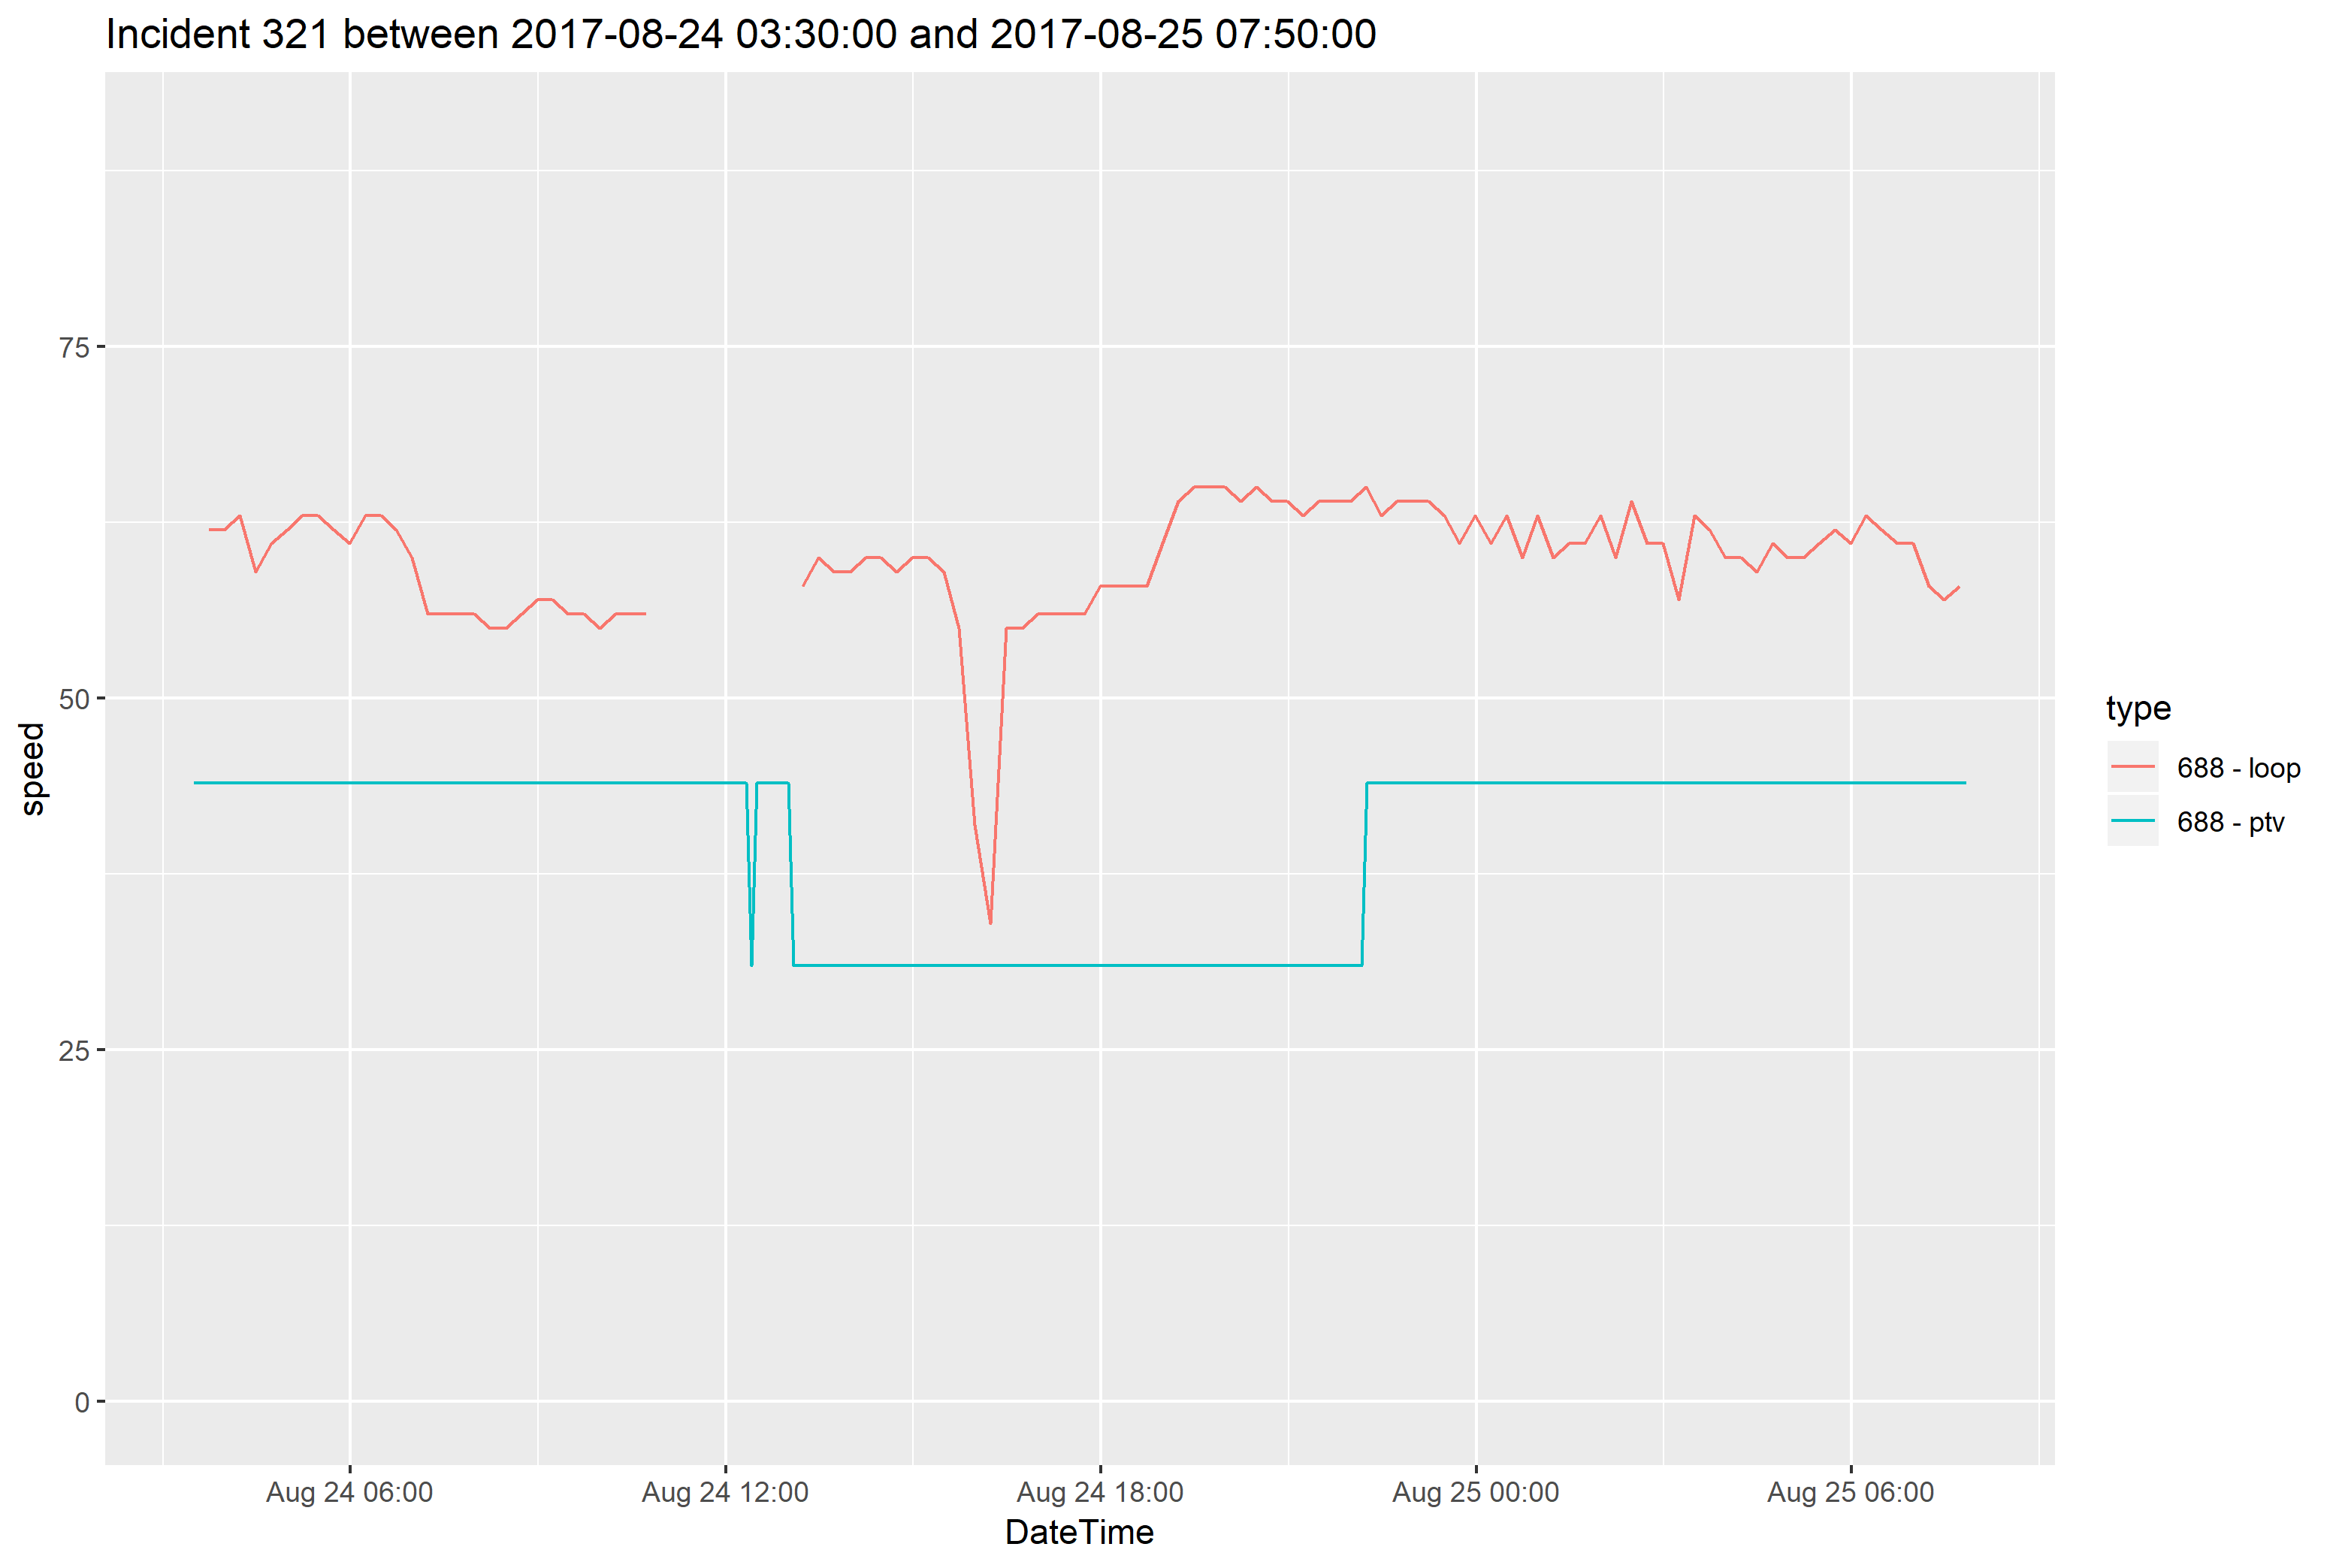 Incident 321 between 2017-08-24 03:30:00 and 2017-08-25 07:50:00
75
50
25
0
speed
Aug 24 06:00
Aug 24 12:00
Aug 24 18:00
Aug 25 00:00
Aug 25 06:00
DateTime
type
688 - loop
688 - ptv